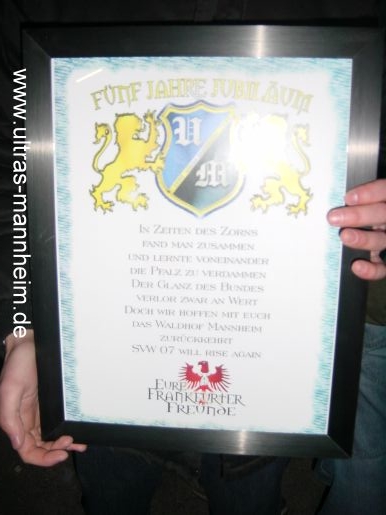 FÜNF JAHRE JUBILÄUM
U
M
IN ZEITEN DES ZORNS
FAND MAN ZUSAMMEN
UND LERNTE VONEINANDER
DIE PFALZ ZU VERDAMMEN
DER GLANZ DES BUNDES
VERLOR ZWAR AN WERT
DOCH WIR HOFFEN MIT EUCH
DAS WALDHOF MANNHEIM
ZURÜCKKEHRT
SVW 07 WILL RISE AGAIN
EURE
FRANKFURTER
FREUNDE
www.ultras-mannheim.de